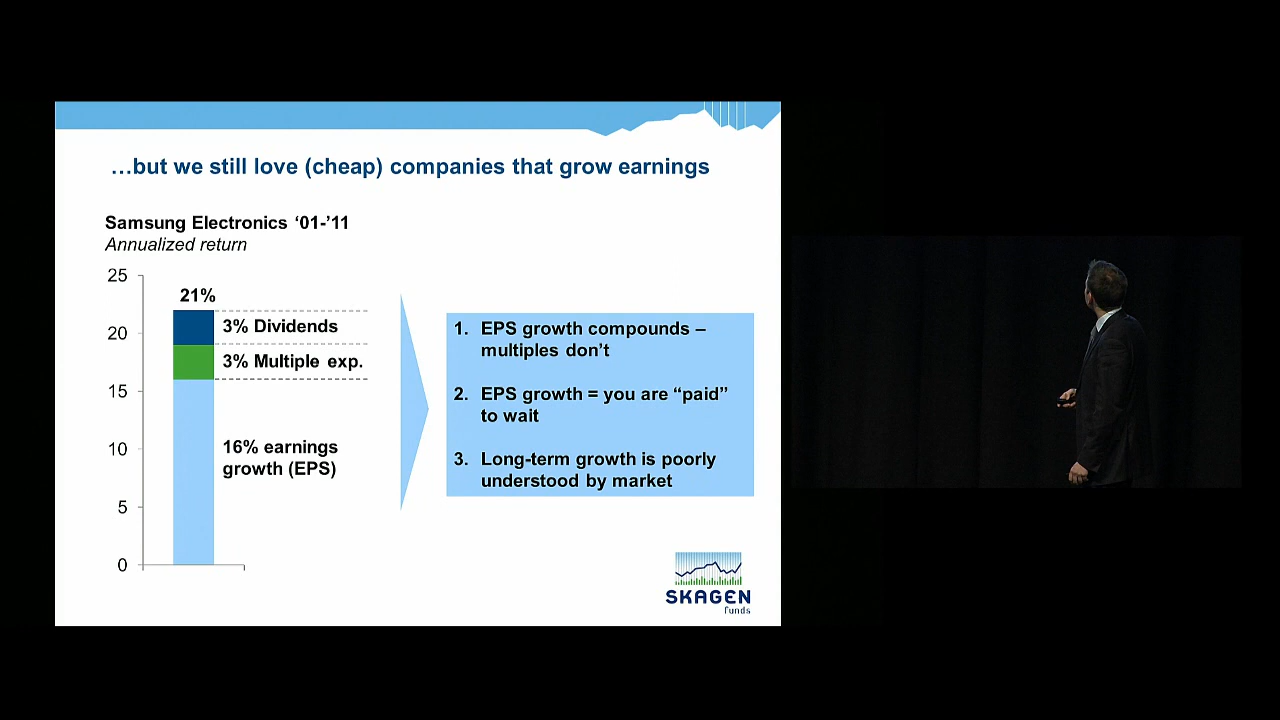 …but we still love (cheap) companies that grow earnings
Samsung Electronics ‘01-’11
Annualized return
25
20
15
10
5
0
21%
3% Dividends
3% Multiple exp.
16% earnings
growth (EPS)
1. EPS growth compounds –
multiples don’t
2. EPS growth = you are “paid”
to wait
3. Long-term growth is poorly
understood by market
SKAGEN
funds